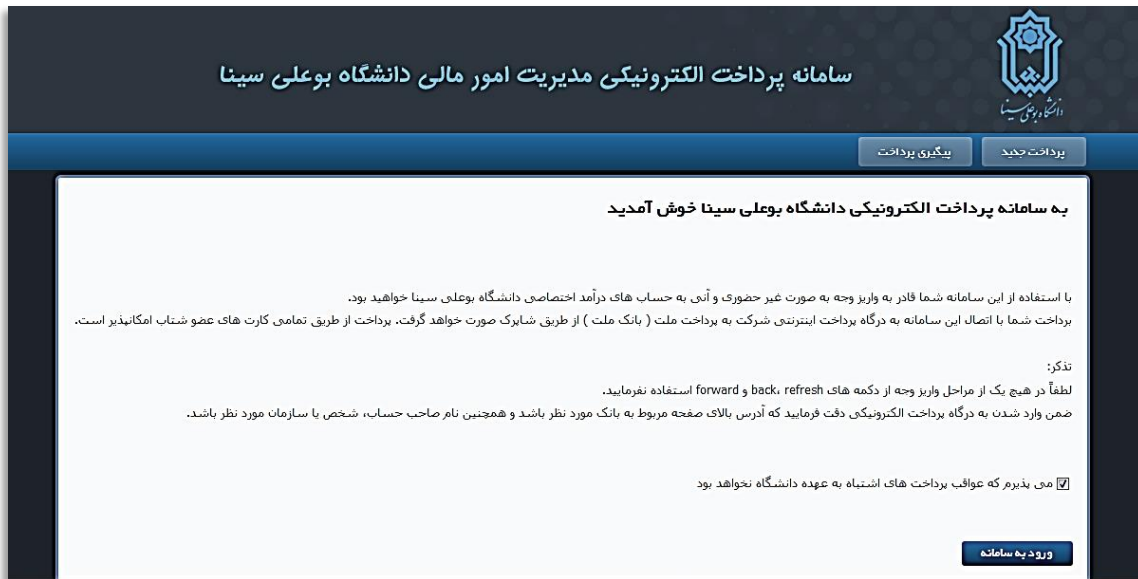 دانشگاه بوعلی سینا
سامانه پرداخت الکترونیکی مدیریت امور مالی دانشگاه بوعلی سینا
پرداخت جدید
پیگیری پرداخت
به سامانه پرداخت الکترونیکی دانشگاه بوعلی سینا خوش آمدید
با استفاده از این سامانه شما قادر به واریز وجه به صورت غیر حضوری و آنی به حساب های درآمد اختصاصی دانشگاه بوعلی سینا خواهید بود.
پرداخت شما با اتصال این سامانه به درگاه پرداخت اینترنتی شرکت به پرداخت ملت ( بانک ملت ) از طریق شاپرک صورت خواهد گرفت. پرداخت از طریق تمامی کارت های عضو شتاب امکانپذیر است.
تذکر:
لطفاً در هیچ یک از مراحل واریز وجه از دکمه های back، refresh و forward استفاده نفرمایید.
ضمن وارد شدن به درگاه پرداخت الکترونیکی دقت فرمایید که آدرس بالای صفحه مربوط به بانک مورد نظر باشد و همچنین نام صاحب حساب، شخص یا سازمان مورد نظر باشد.
می پذیرم که عواقب پرداخت های اشتباه به عهده دانشگاه نخواهد بود
ورود به سامانه